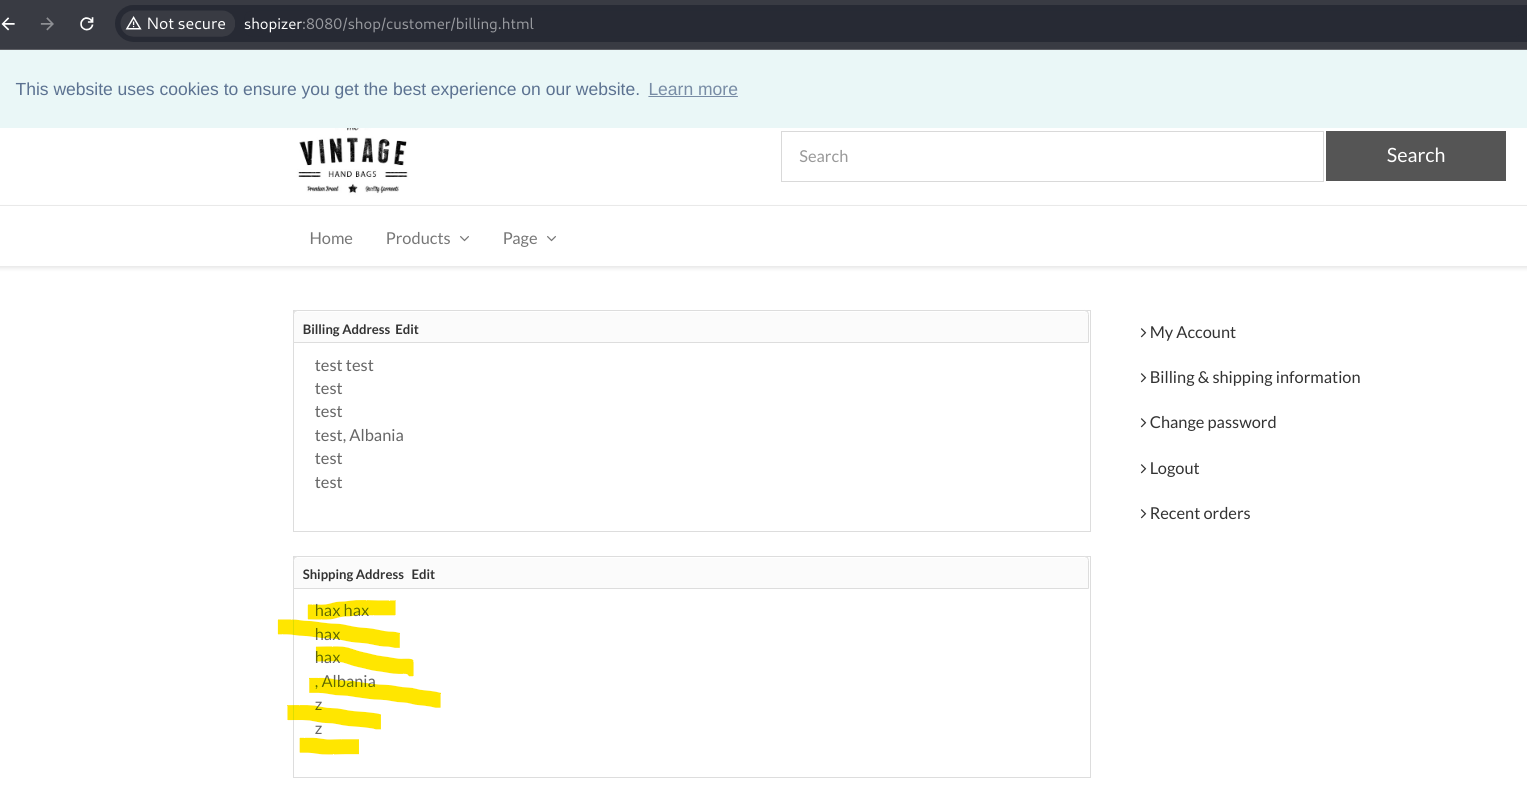 Not secure shopizer:8080/shop/customer/billing.html
This website uses cookies to ensure you get the best experience on our website. Learn more
VINTAGE
HAND BAGS
Search Search
Home Products Page
Billing Address Edit
test test
test
test
test, Albania
test
test
My Account
Billing & shipping information
Change password
Logout
Recent orders
Shipping Address Edit
hax hax
hax
hax
, Albania
z
z